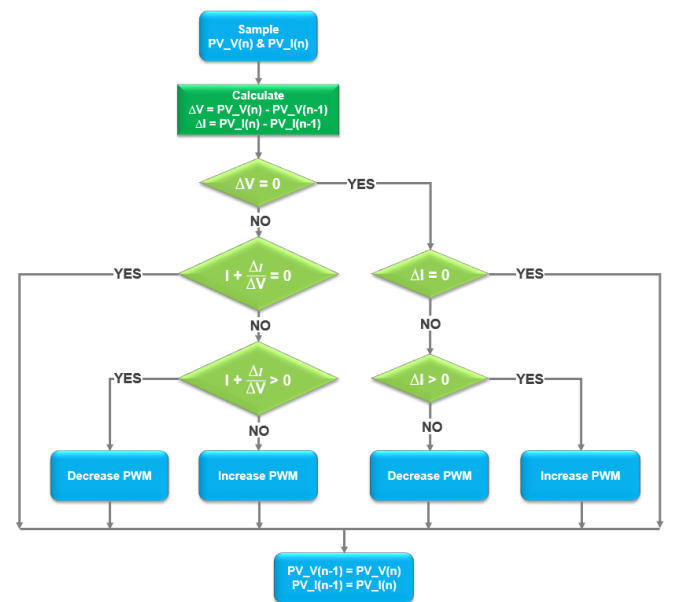 Sample
PV_V(n) & PV_I(n)
Calculate
ΔV = PV_V(n) - PV_V(n-1)
ΔI = PV_I(n) - PV_I(n-1)
ΔV = 0
YES
NO
YES
I + ΔI/ΔV = 0
ΔI = 0
YES
NO
NO
YES
I + ΔI/ΔV > 0
ΔI > 0
YES
NO
NO
Decrease PWM
Increase PWM
Decrease PWM
Increase PWM
PV_V(n-1) = PV_V(n)
PV_I(n-1) = PV_I(n)